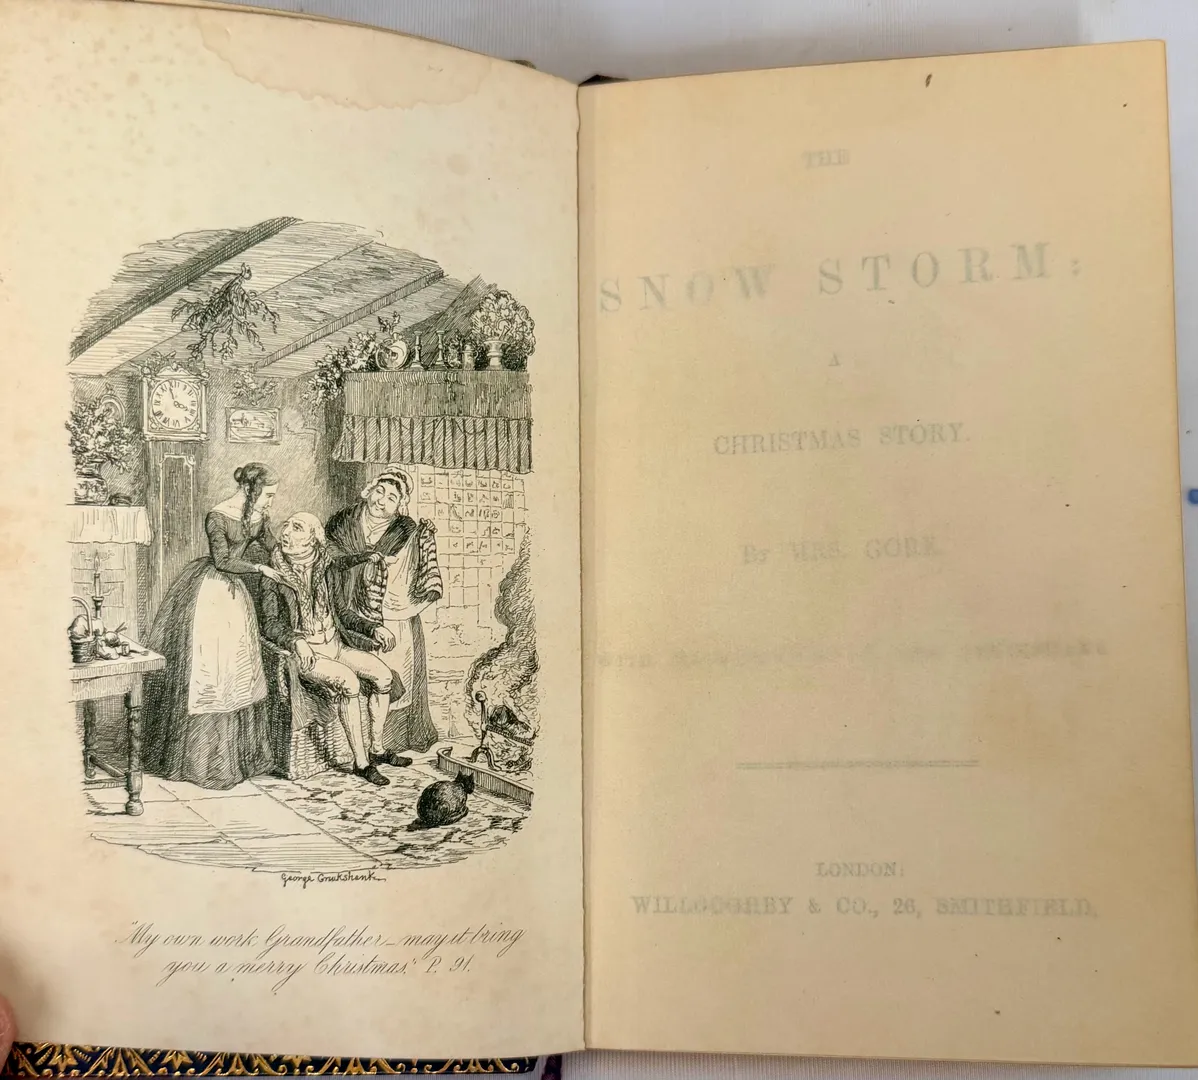 George Cruikshank
"My own work Grandfather – may it bring
you a merry Christmas." P. 91.
THE
SNOW STORM:
A
CHRISTMAS STORY.
By MRS. GORE.
WITH
LONDON:
WILLOUGHBY & CO., 26, SMITHFIELD.